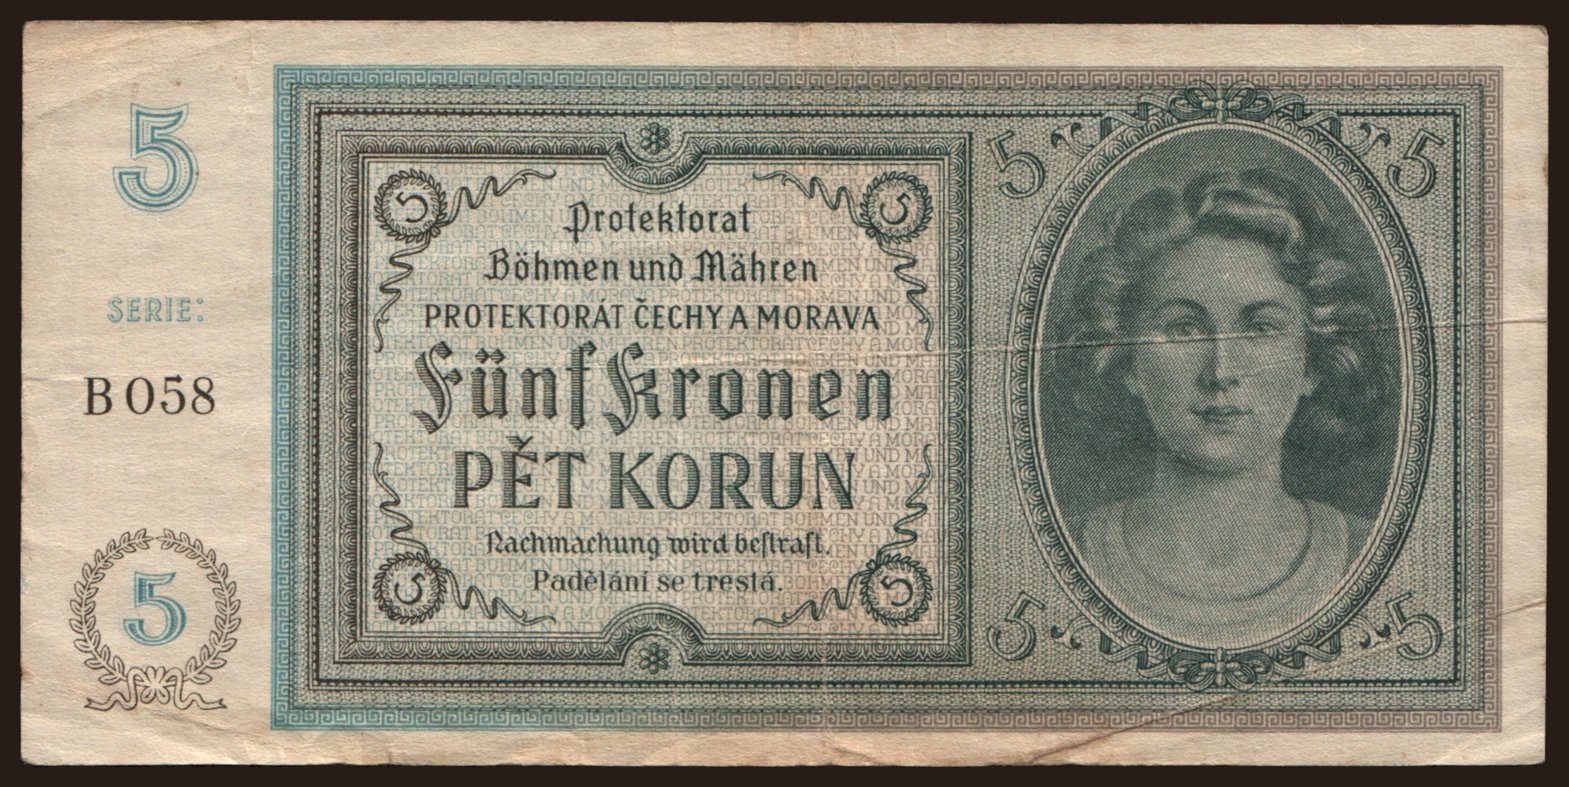 5
SERIE:
B 058
5
5
5
Protektorat
Böhmen und Mähren
PROTEKTORÁT ČECHY A MORAVA
Fünf Kronen
PĚT KORUN
Nachmachung wird bestraft.
Padělání se trestá.
5
5
5
5
5
5